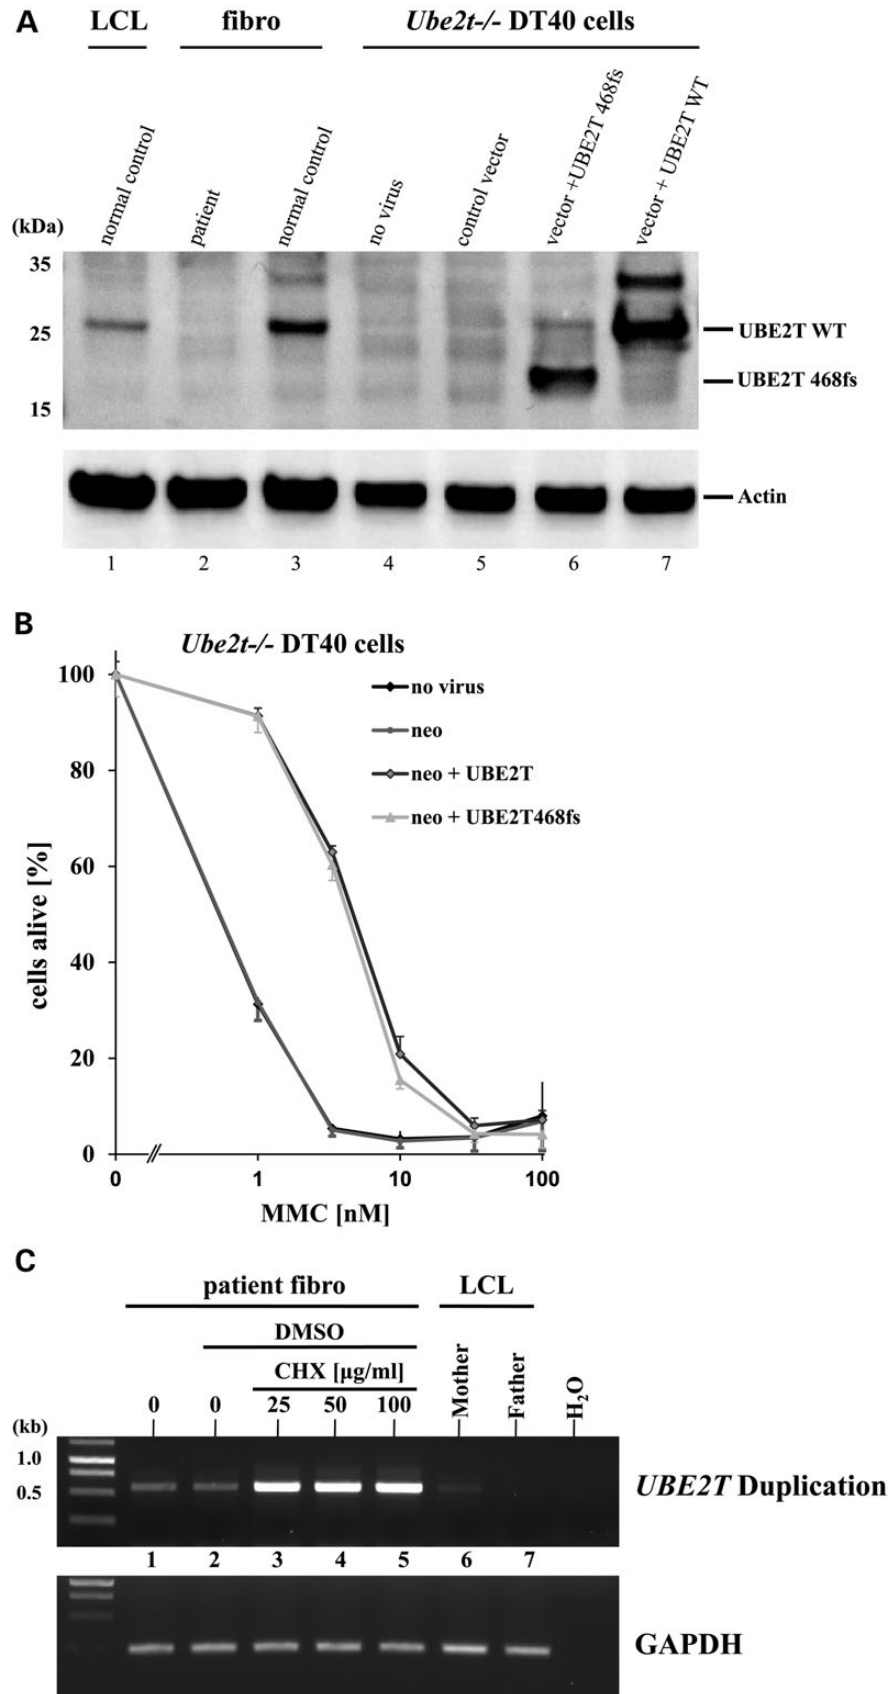 A
LCL fibro Ube2t-/- DT40 cells
normal control
patient
normal control
no virus
control vector
vector +UBE2T 468fs
vector + UBE2T WT
(kDa)
35
25
15
UBE2T WT
UBE2T 468fs
Actin
1 2 3 4 5 6 7
B
Ube2t-/- DT40 cells
no virus
neo
neo + UBE2T
neo + UBE2T468fs
cells alive [%]
100
80
60
40
20
0
0 1 10 100
MMC [nM]
C
patient fibro LCL
DMSO
CHX [µg/ml]
0 0 25 50 100
Mother
Father
H₂O
(kb)
1.0
0.5
UBE2T Duplication
1 2 3 4 5 6 7
GAPDH